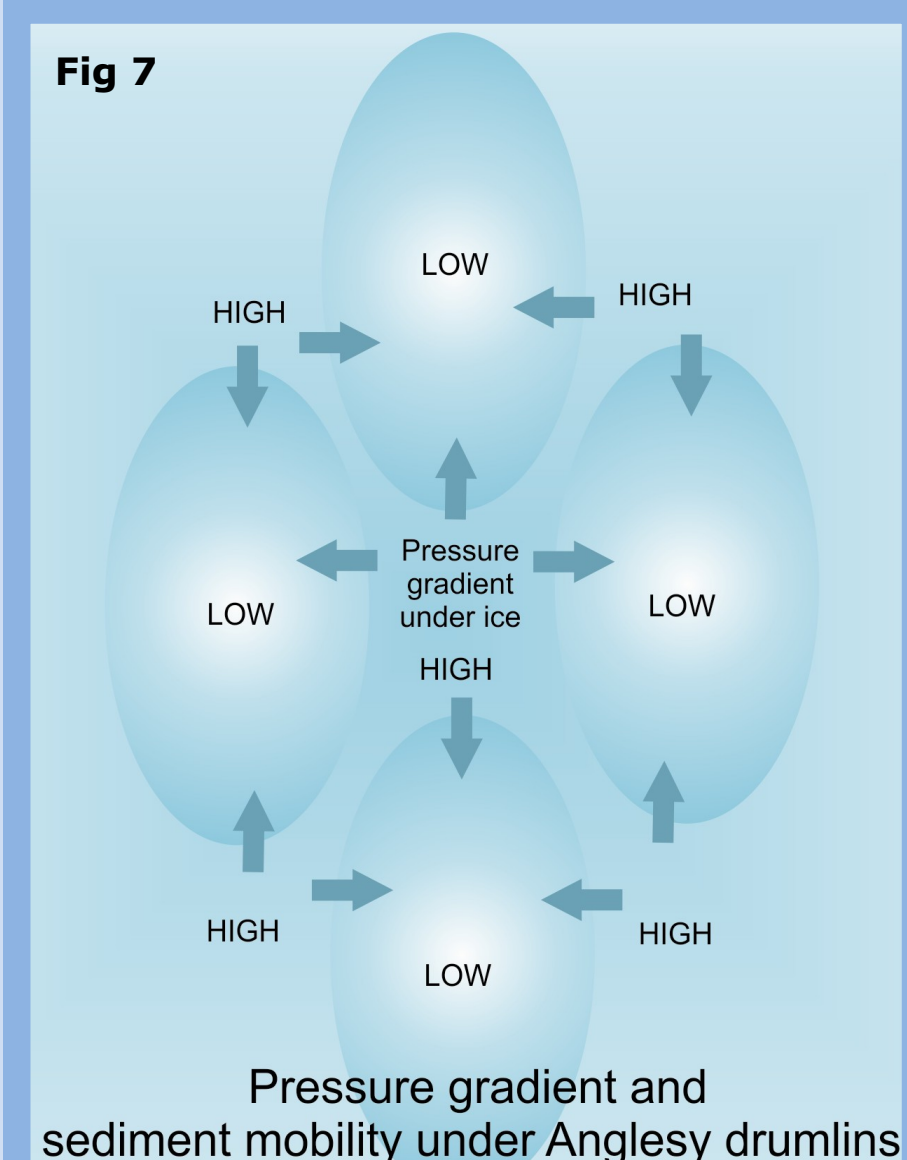 Fig 7
LOW
HIGH
HIGH
Pressure
gradient
under ice
LOW
LOW
HIGH
HIGH
HIGH
LOW
Pressure gradient and
sediment mobility under Anglesy drumlins